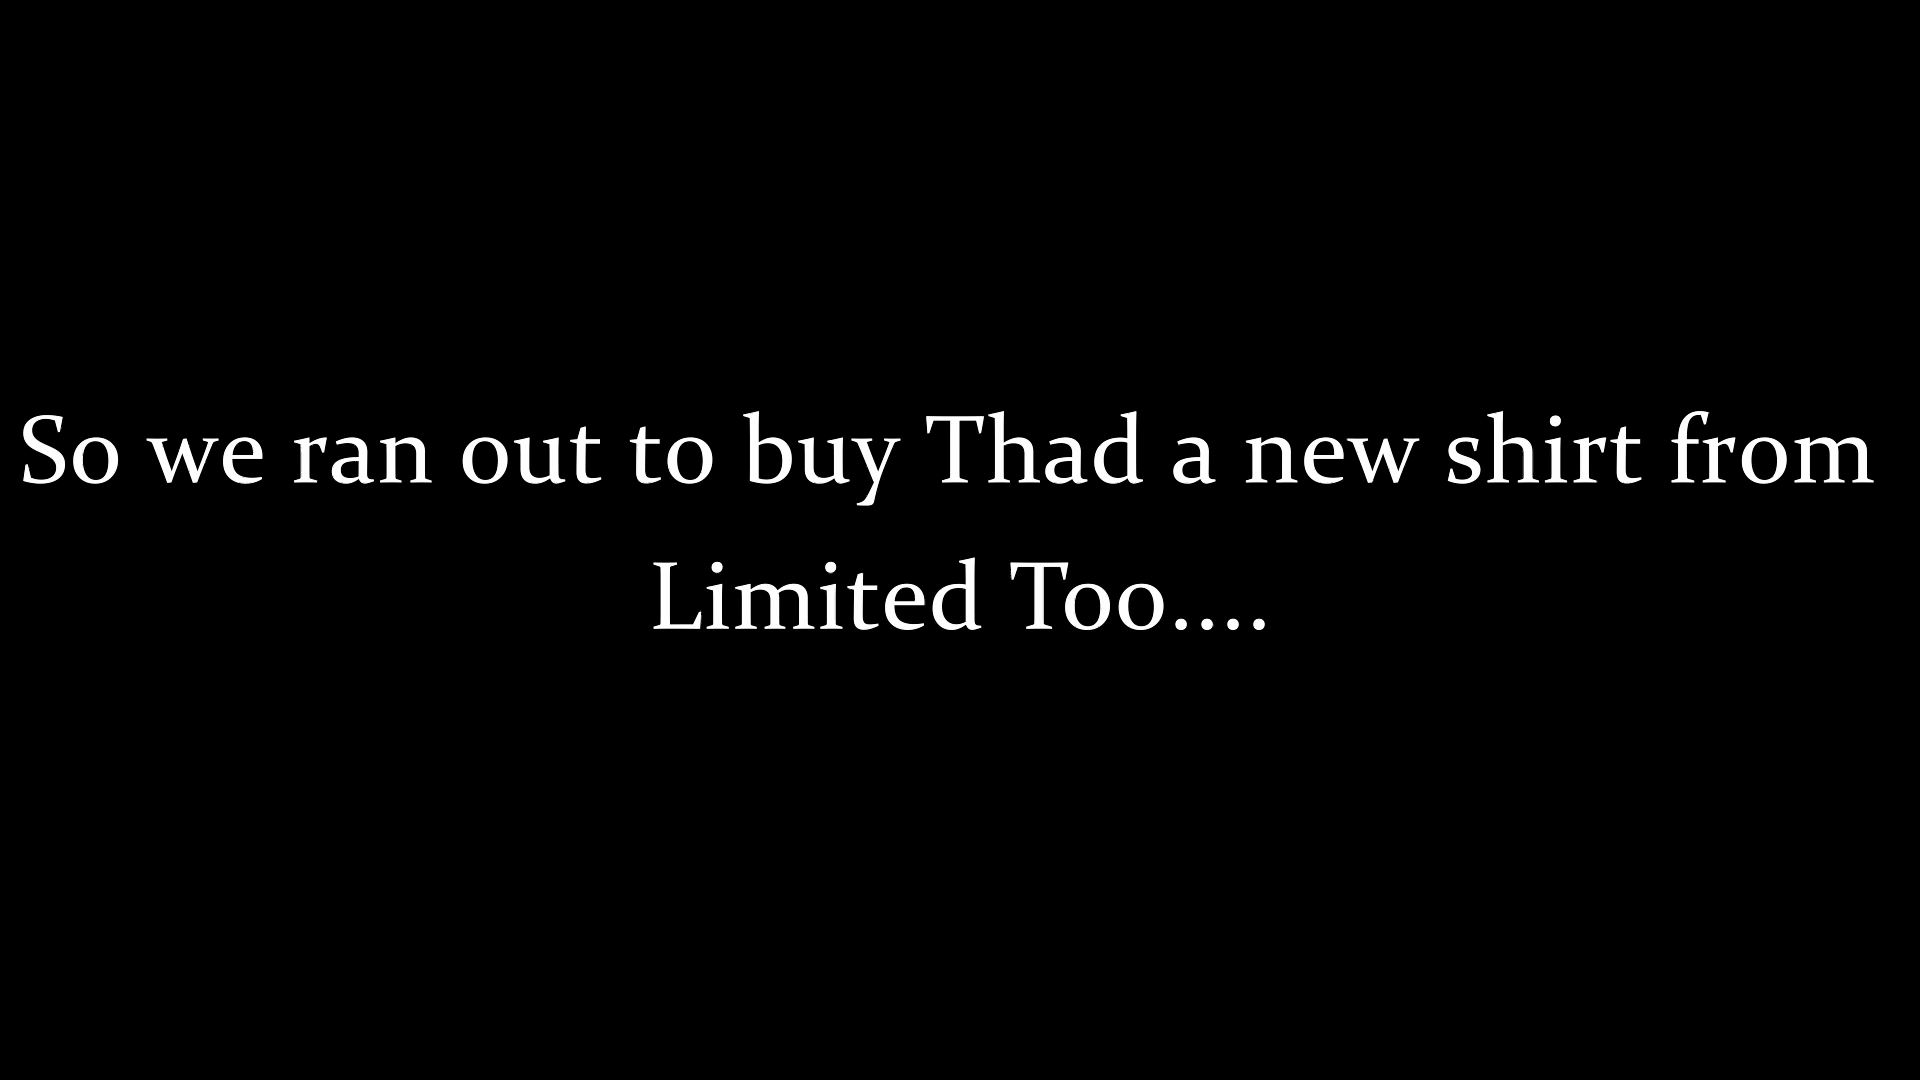 So we ran out to buy Thad a new shirt from
Limited Too....